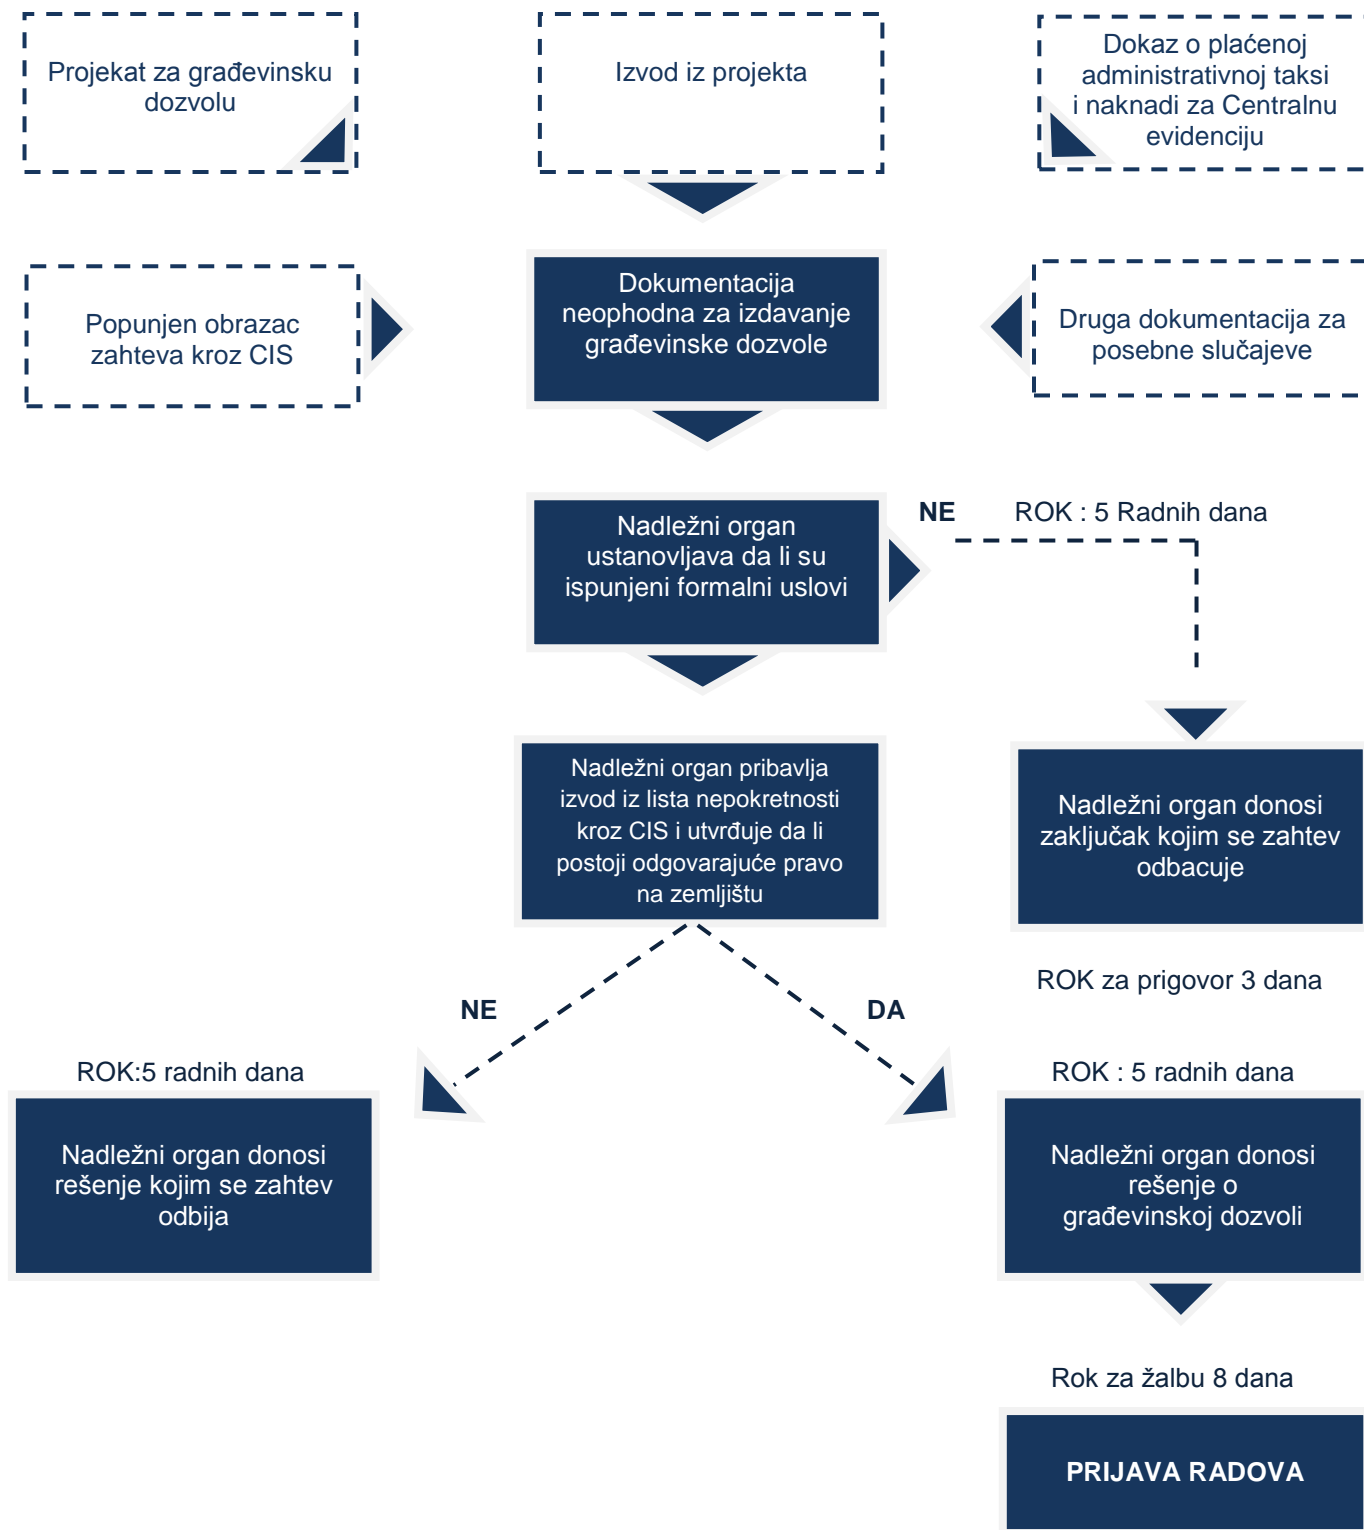 Projekat za građevinsku
dozvolu
Izvod iz projekta
Dokaz o plaćenoj
administrativnoj taksi
i naknadi za Centralnu
evidenciju
Popunjen obrazac
zahteva kroz CIS
Dokumentacija
neophodna za izdavanje
građevinske dozvole
Druga dokumentacija za
posebne slučajeve
Nadležni organ
ustanovljava da li su
ispunjeni formalni uslovi
NE
ROK : 5 Radnih dana
Nadležni organ pribavlja
izvod iz lista nepokretnosti
kroz CIS i utvrđuje da li
postoji odgovarajuće pravo
na zemljištu
Nadležni organ donosi
zaključak kojim se zahtev
odbacuje
ROK za prigovor 3 dana
NE
DA
ROK:5 radnih dana
Nadležni organ donosi
rešenje kojim se zahtev
odbija
ROK : 5 radnih dana
Nadležni organ donosi
rešenje o
građevinskoj dozvoli
Rok za žalbu 8 dana
PRIJAVA RADOVA